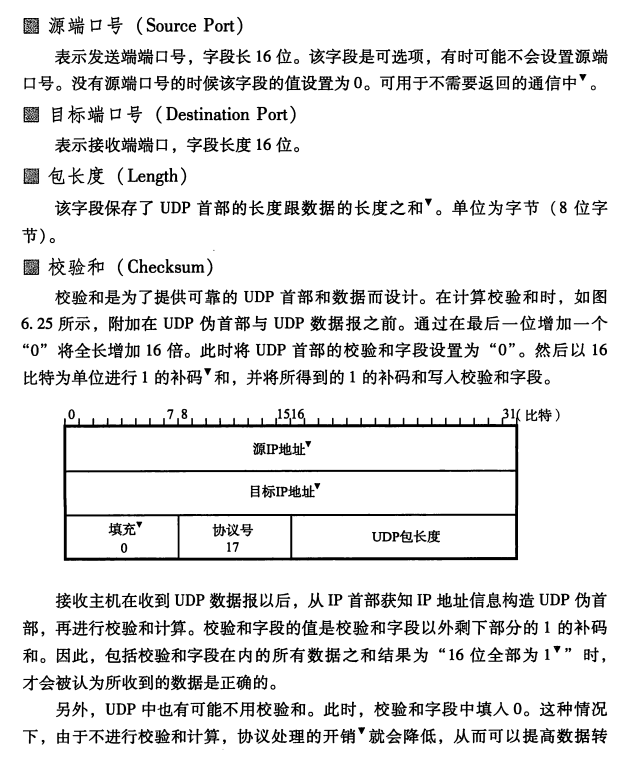 源端口号（Source Port）
表示发送端端口号，字段长 16 位。该字段是可选项，有时可能不会设置源端
口号。没有源端口号的时候该字段的值设置为 0。可用于不需要返回的通信中▼。
目标端口号（Destination Port）
表示接收端端口，字段长度 16 位。
包长度（Length）
该字段保存了 UDP 首部的长度跟数据的长度之和▼。单位为字节（8 位字
节）。
校验和（Checksum）
校验和是为了提供可靠的 UDP 首部和数据而设计。在计算校验和时，如图
6.25 所示，附加在 UDP 伪首部与 UDP 数据报之前。通过在最后一位增加一个
“0”将全长增加 16 倍。此时将 UDP 首部的校验和字段设置为“0”。然后以 16
比特为单位进行 1 的补码▼和，并将所得到的 1 的补码和写入校验和字段。
0 7 8 15 16 31(比特）
源IP地址▼
目标IP地址▼
填充▼ 协议号 UDP包长度
0 17
接收主机在收到 UDP 数据报以后，从 IP 首部获知 IP 地址信息构造 UDP 伪首
部，再进行校验和计算。校验和字段的值是校验和字段以外剩下部分的 1 的补码
和。因此，包括校验和字段在内的所有数据之和结果为“16 位全部为 1▼”时，
才会被认为所收到的数据是正确的。
另外，UDP 中也有可能不用校验和。此时，校验和字段中填入 0。这种情况
下，由于不进行校验和计算，协议处理的开销▼就会降低，从而可以提高数据转